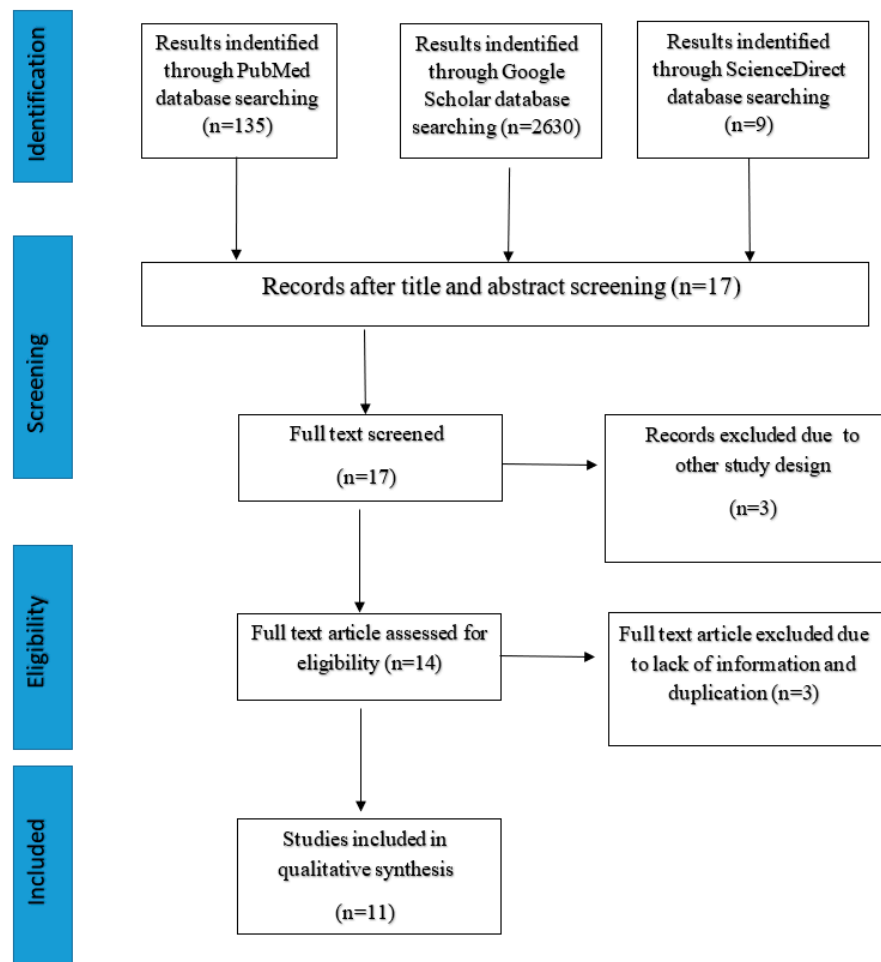 Identification
Results indentified
through PubMed
database searching
(n=135)
Results indentified
through Google
Scholar database
searching (n=2630)
Results indentified
through ScienceDirect
database searching
(n=9)
Screening
Records after title and abstract screening (n=17)
Full text screened
(n=17)
Records excluded due to
other study design
(n=3)
Eligibility
Full text article assessed for
eligibility (n=14)
Full text article excluded due
to lack of information and
duplication (n=3)
Included
Studies included in
qualitative synthesis
(n=11)